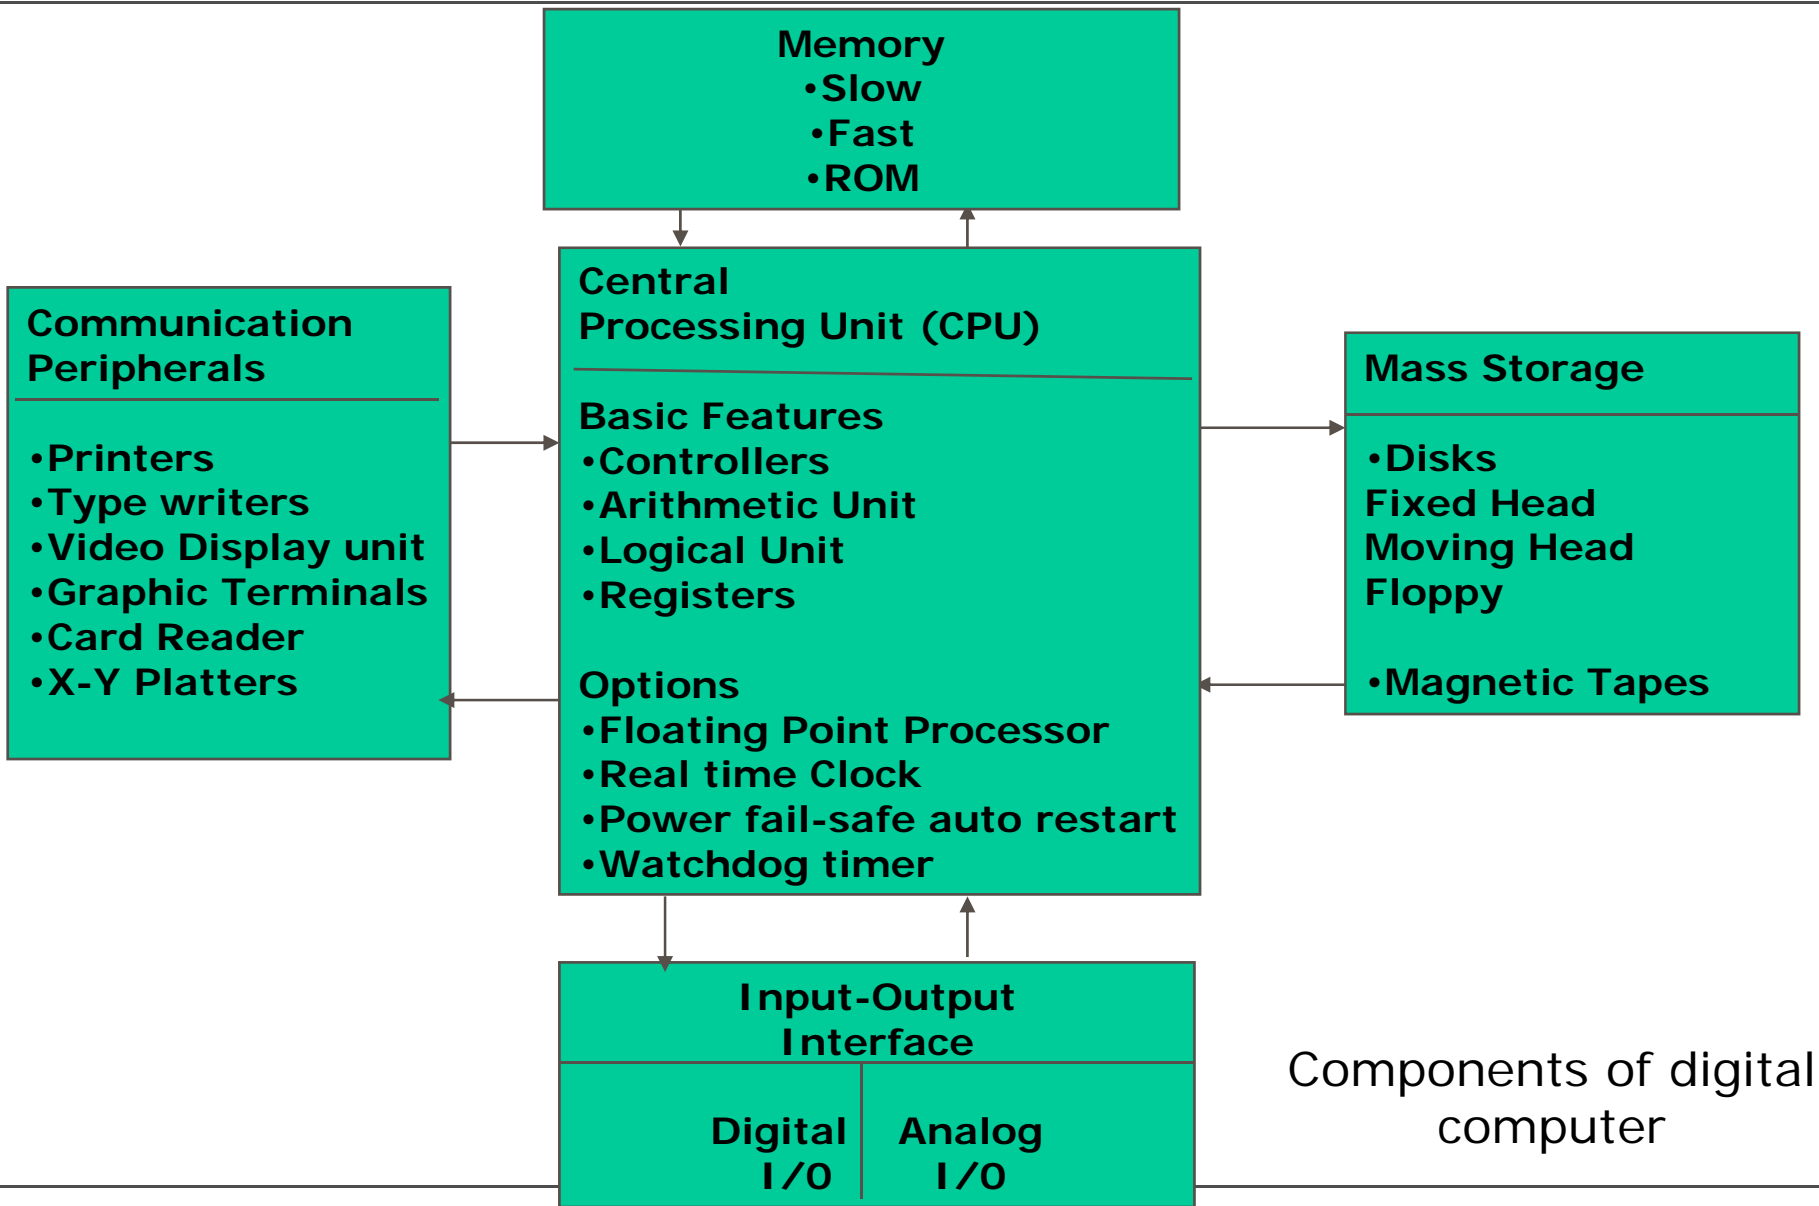 Memory
•Slow
•Fast
•ROM
Communication
Peripherals
•Printers
•Type writers
•Video Display unit
•Graphic Terminals
•Card Reader
•X-Y Platters
Central
Processing Unit (CPU)
Basic Features
•Controllers
•Arithmetic Unit
•Logical Unit
•Registers
Options
•Floating Point Processor
•Real time Clock
•Power fail-safe auto restart
•Watchdog timer
Mass Storage
•Disks
Fixed Head
Moving Head
Floppy
•Magnetic Tapes
Input-Output
Interface
Digital
I/O
Analog
I/O
Components of digital
computer